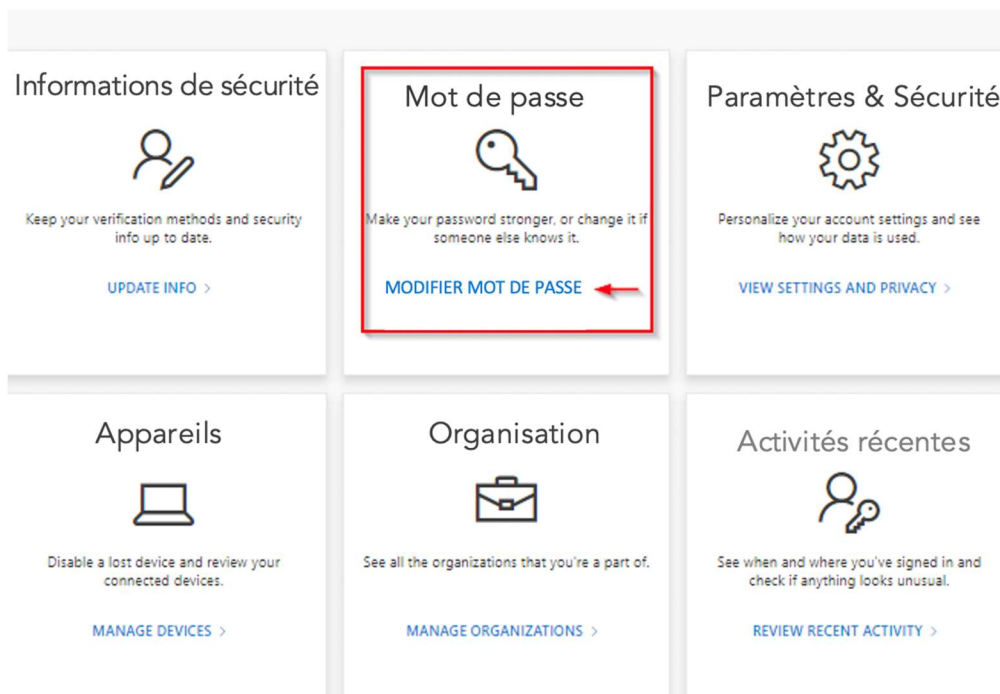 Informations de sécurité
Keep your verification methods and security
info up to date.
UPDATE INFO >
Mot de passe
Make your password stronger, or change it if
someone else knows it.
MODIFIER MOT DE PASSE
Paramètres & Sécurité
Personalize your account settings and see
how your data is used.
VIEW SETTINGS AND PRIVACY >
Appareils
Disable a lost device and review your
connected devices.
MANAGE DEVICES >
Organisation
See all the organizations that you're a part of.
MANAGE ORGANIZATIONS >
Activités récentes
See when and where you've signed in and
check if anything looks unusual.
REVIEW RECENT ACTIVITY >